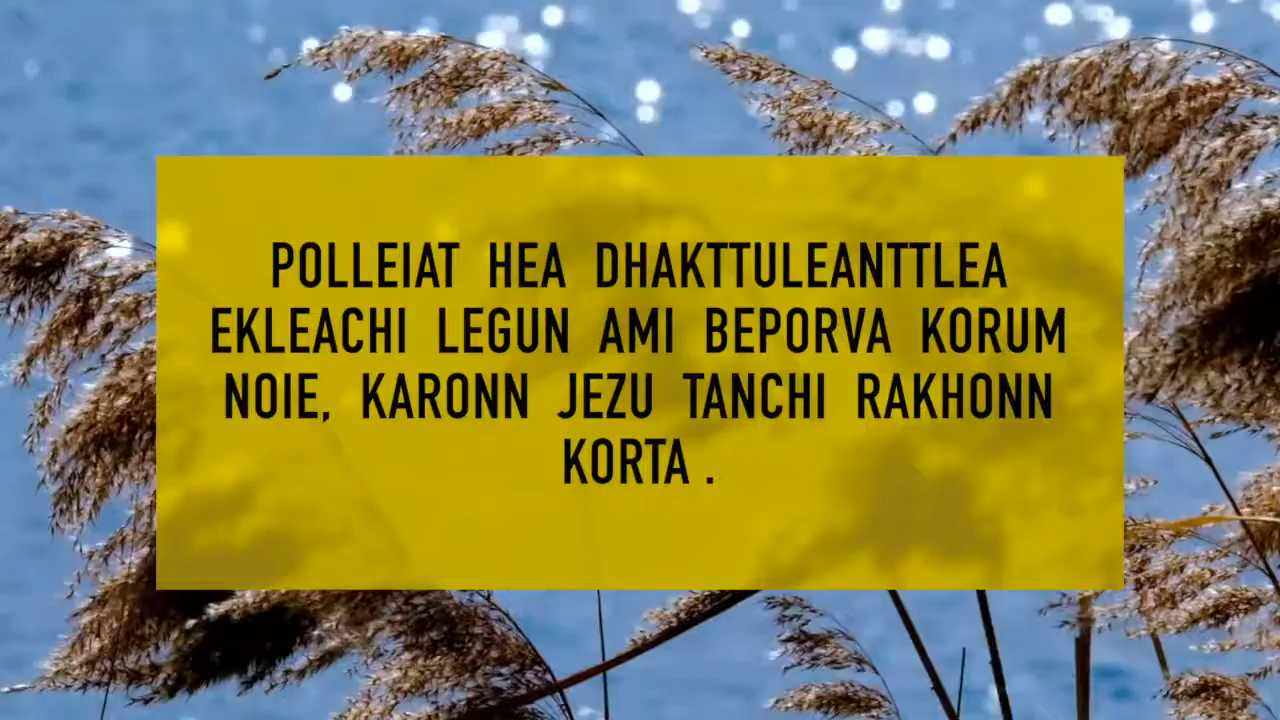 POLLEIAT HEA DHAKTTULEANTTLEA
EKLEACHI LEGUN AMI BEPORVA KORUM
NOIE, KARONN JEZU TANCHI RAKHONN
KORTA .